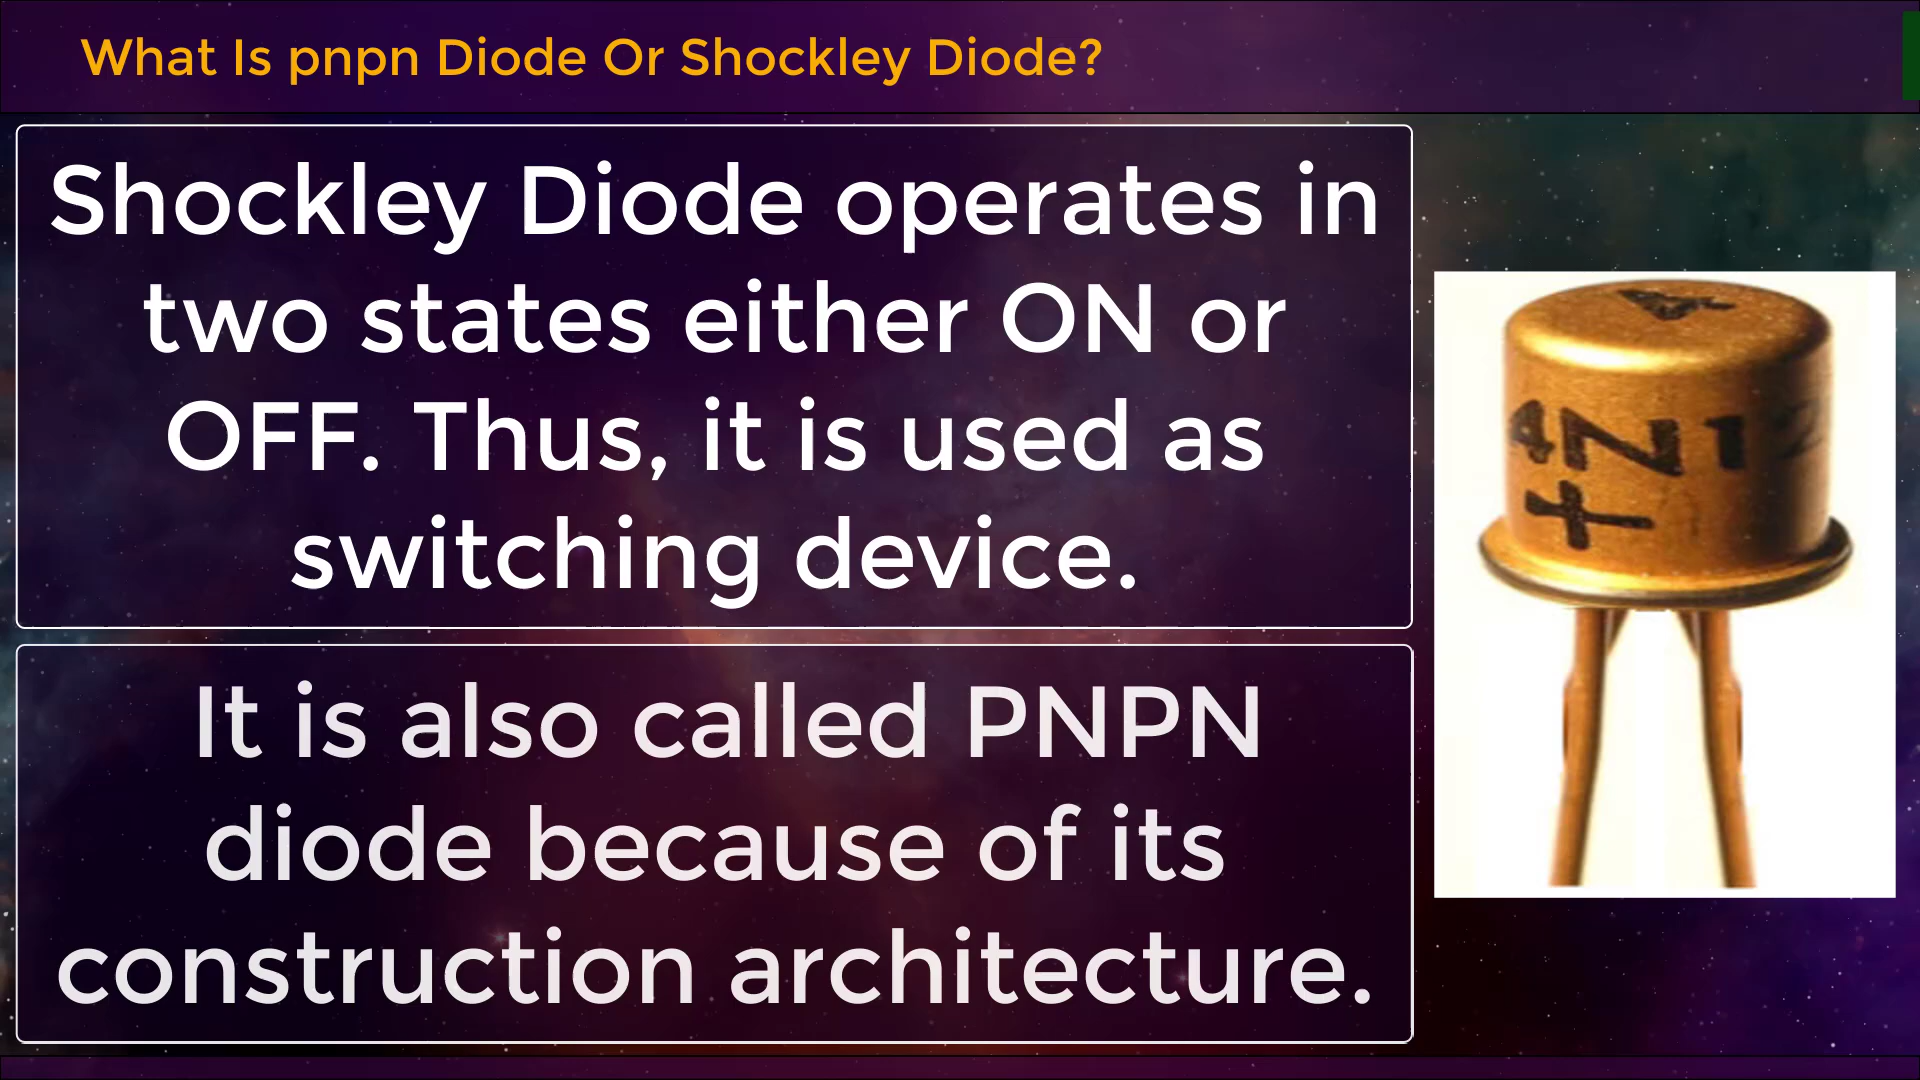 What Is pnpn Diode Or Shockley Diode?
Shockley Diode operates in
two states either ON or
OFF. Thus, it is used as
switching device.
It is also called PNPN
diode because of its
construction architecture.
4
4N1